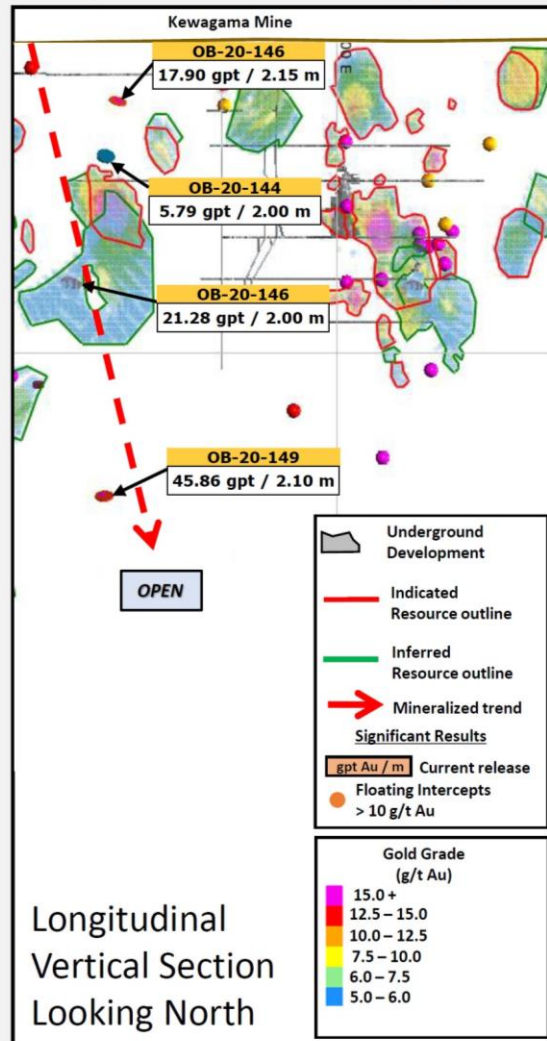 Kewagama Mine
OB-20-146
17.90 gpt / 2.15 m
00 E
OB-20-144
5.79 gpt / 2.00 m
OB-20-146
21.28 gpt / 2.00 m
OB-20-149
45.86 gpt / 2.10 m
OPEN
Underground
Development
Indicated
Resource outline
Inferred
Resource outline
Mineralized trend
Significant Results
gpt Au / m Current release
Floating Intercepts
> 10 g/t Au
Gold Grade
(g/t Au)
15.0 +
12.5 – 15.0
10.0 – 12.5
7.5 – 10.0
6.0 – 7.5
5.0 – 6.0
Longitudinal
Vertical Section
Looking North